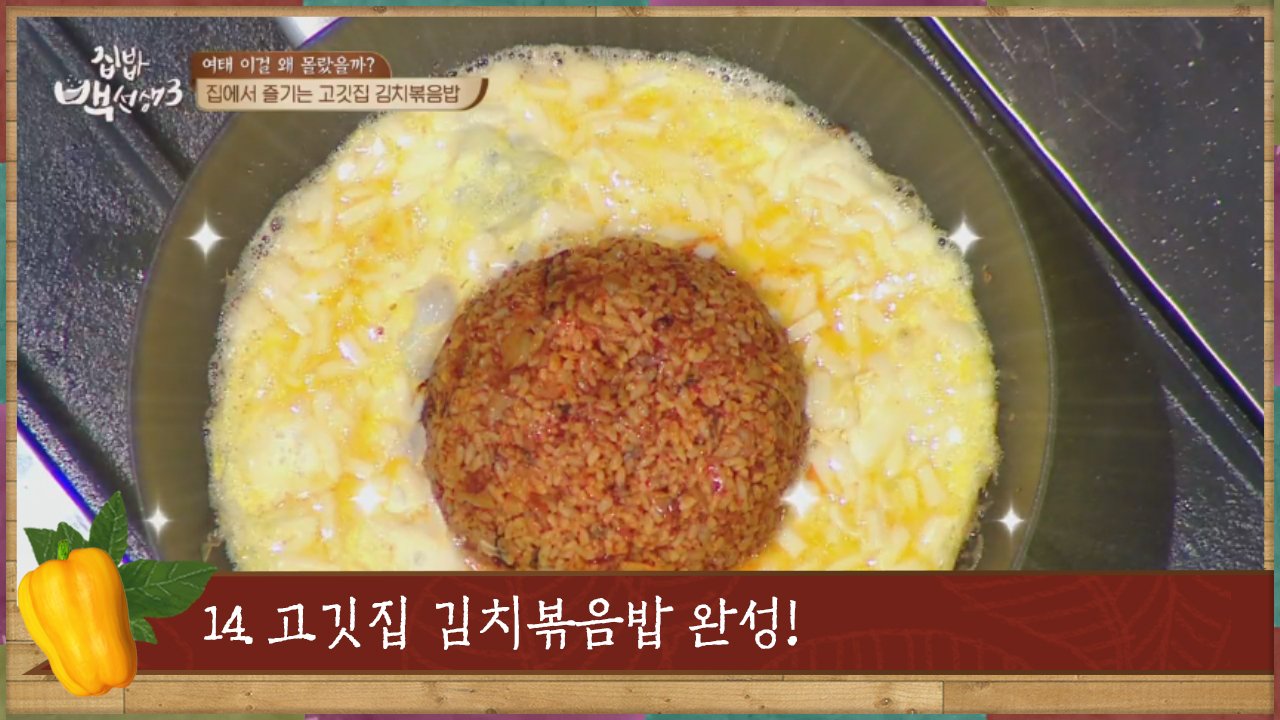 집밥
백선생3
여태 이걸 왜 몰랐을까?
집에서 즐기는 고깃집 김치볶음밥
14. 고깃집 김치볶음밥 완성!